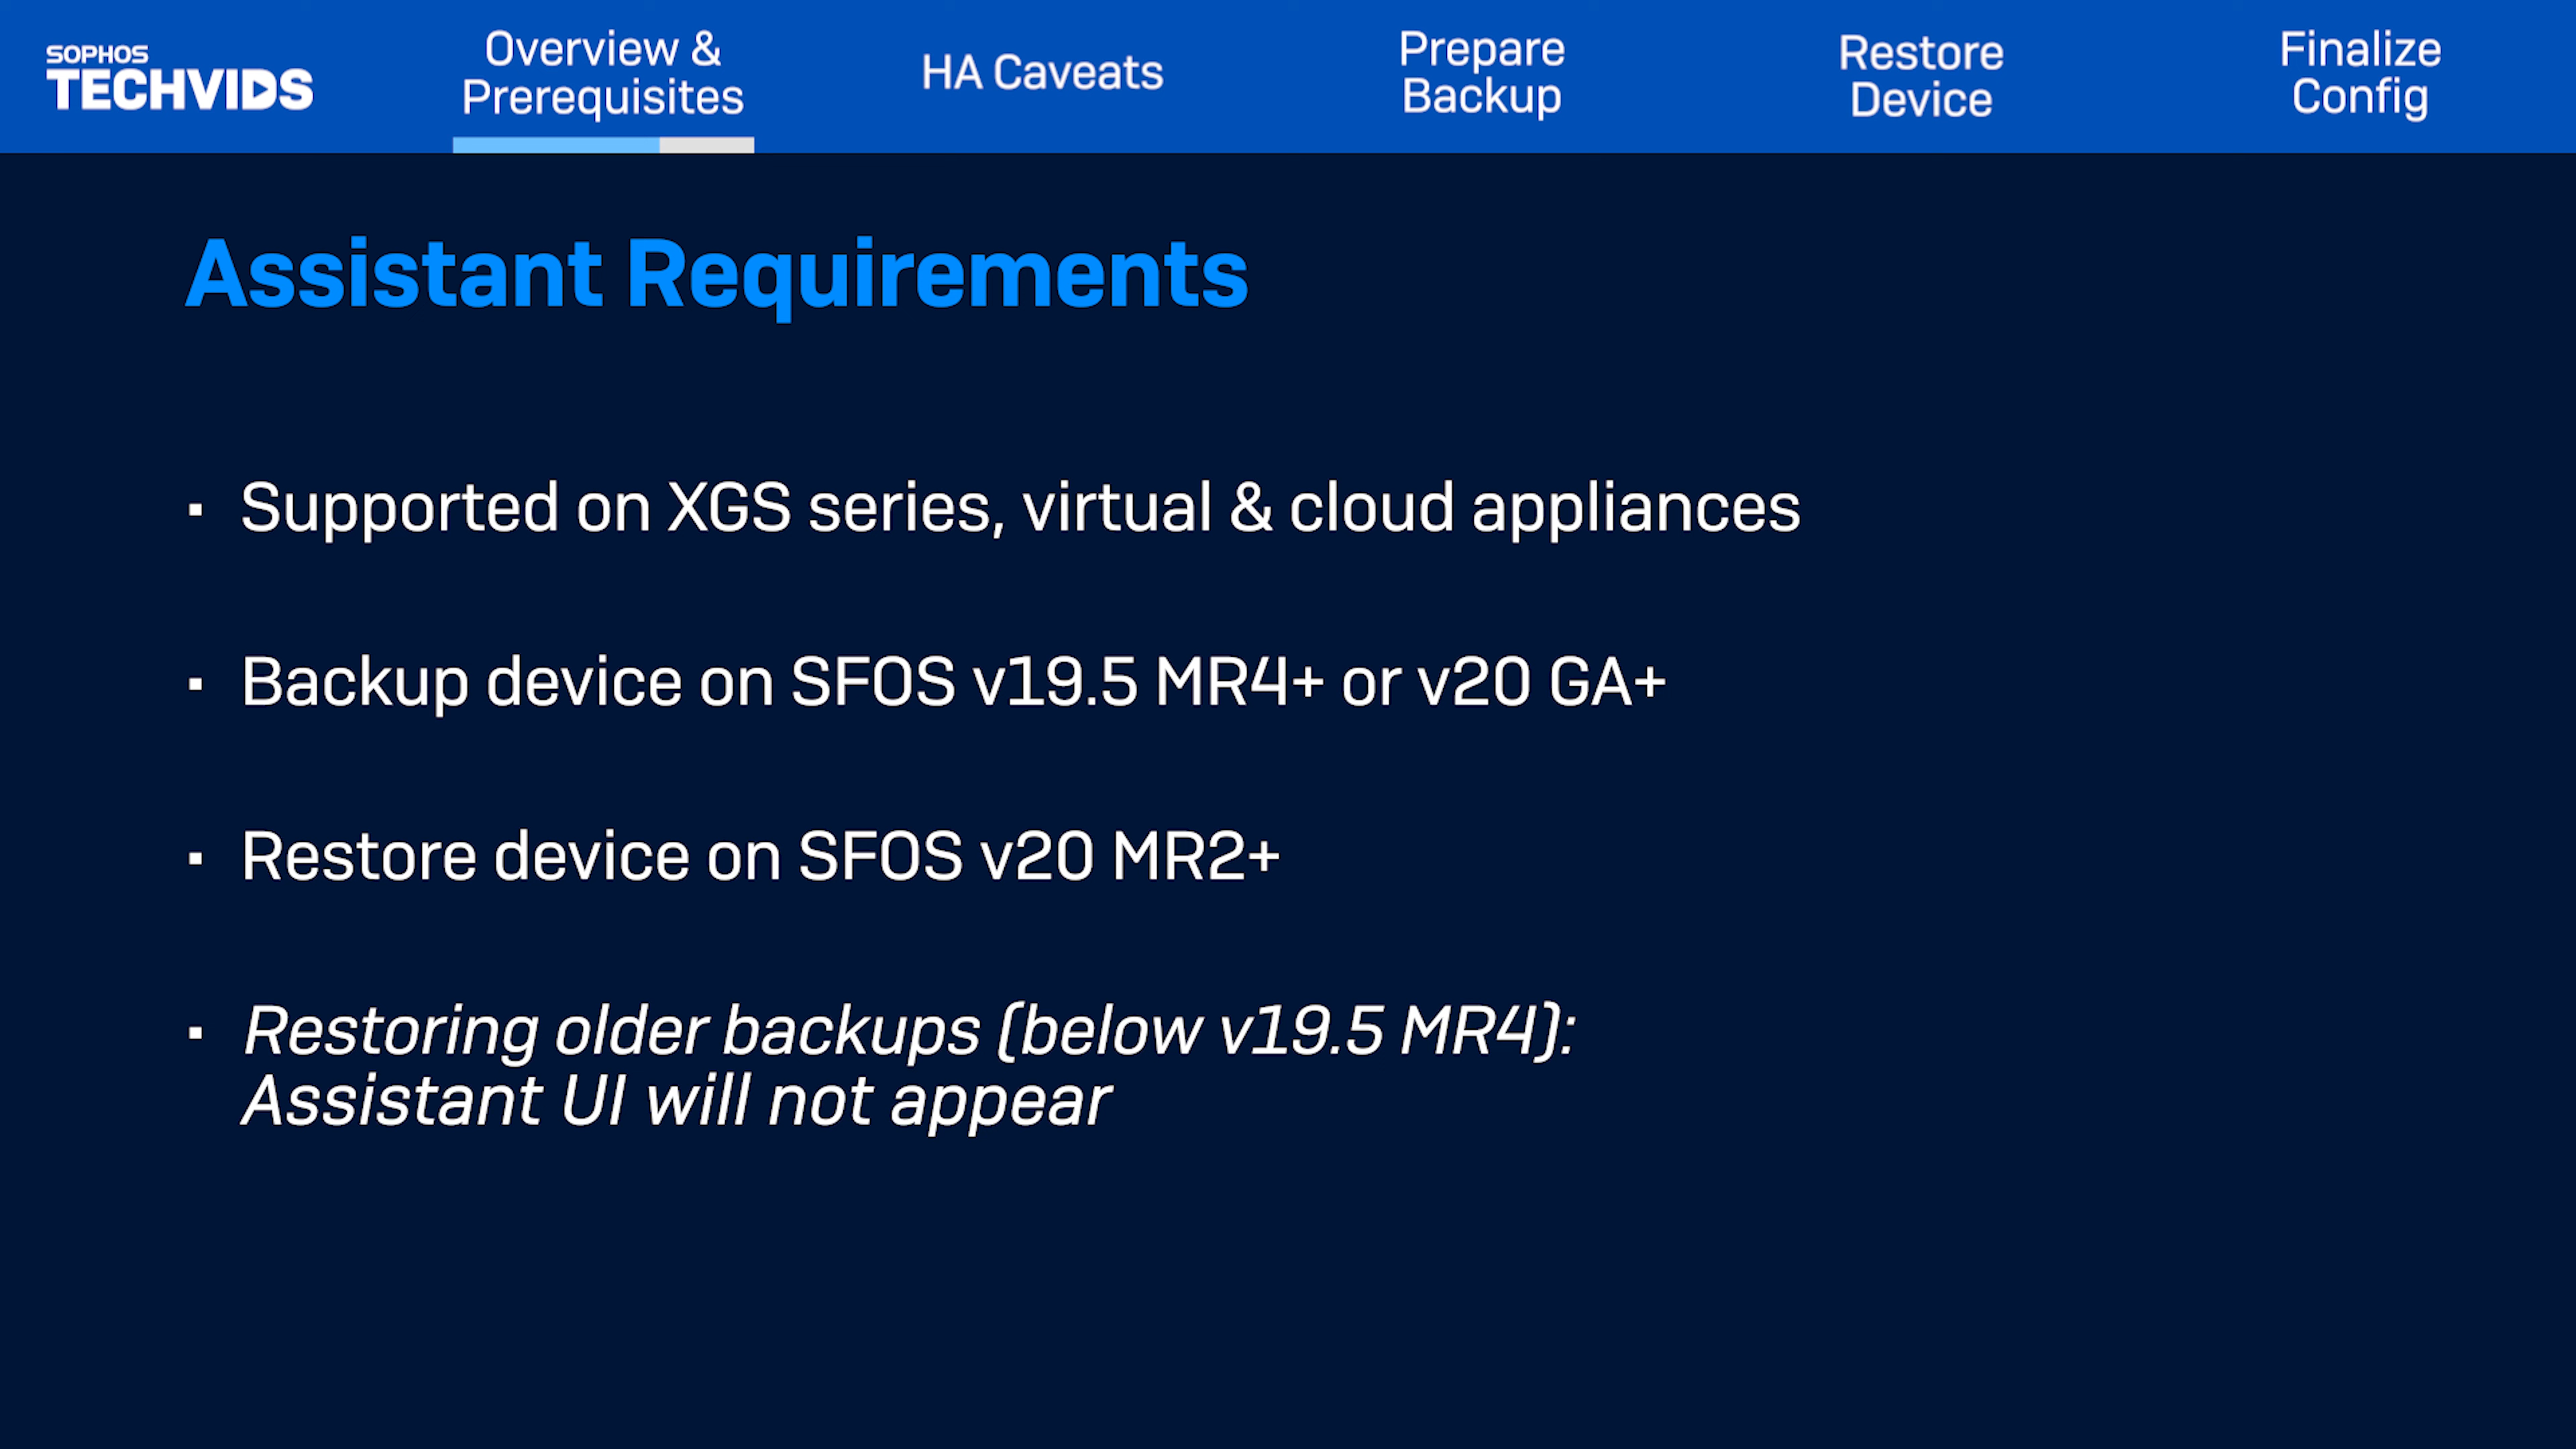 SOPHOS
TECHVIDS
Overview &
Prerequisites
HA Caveats
Prepare
Backup
Restore
Device
Finalize
Config
Assistant Requirements
▪ Supported on XGS series, virtual & cloud appliances
▪ Backup device on SFOS v19.5 MR4+ or v20 GA+
▪ Restore device on SFOS v20 MR2+
▪ Restoring older backups (below v19.5 MR4):
Assistant UI will not appear